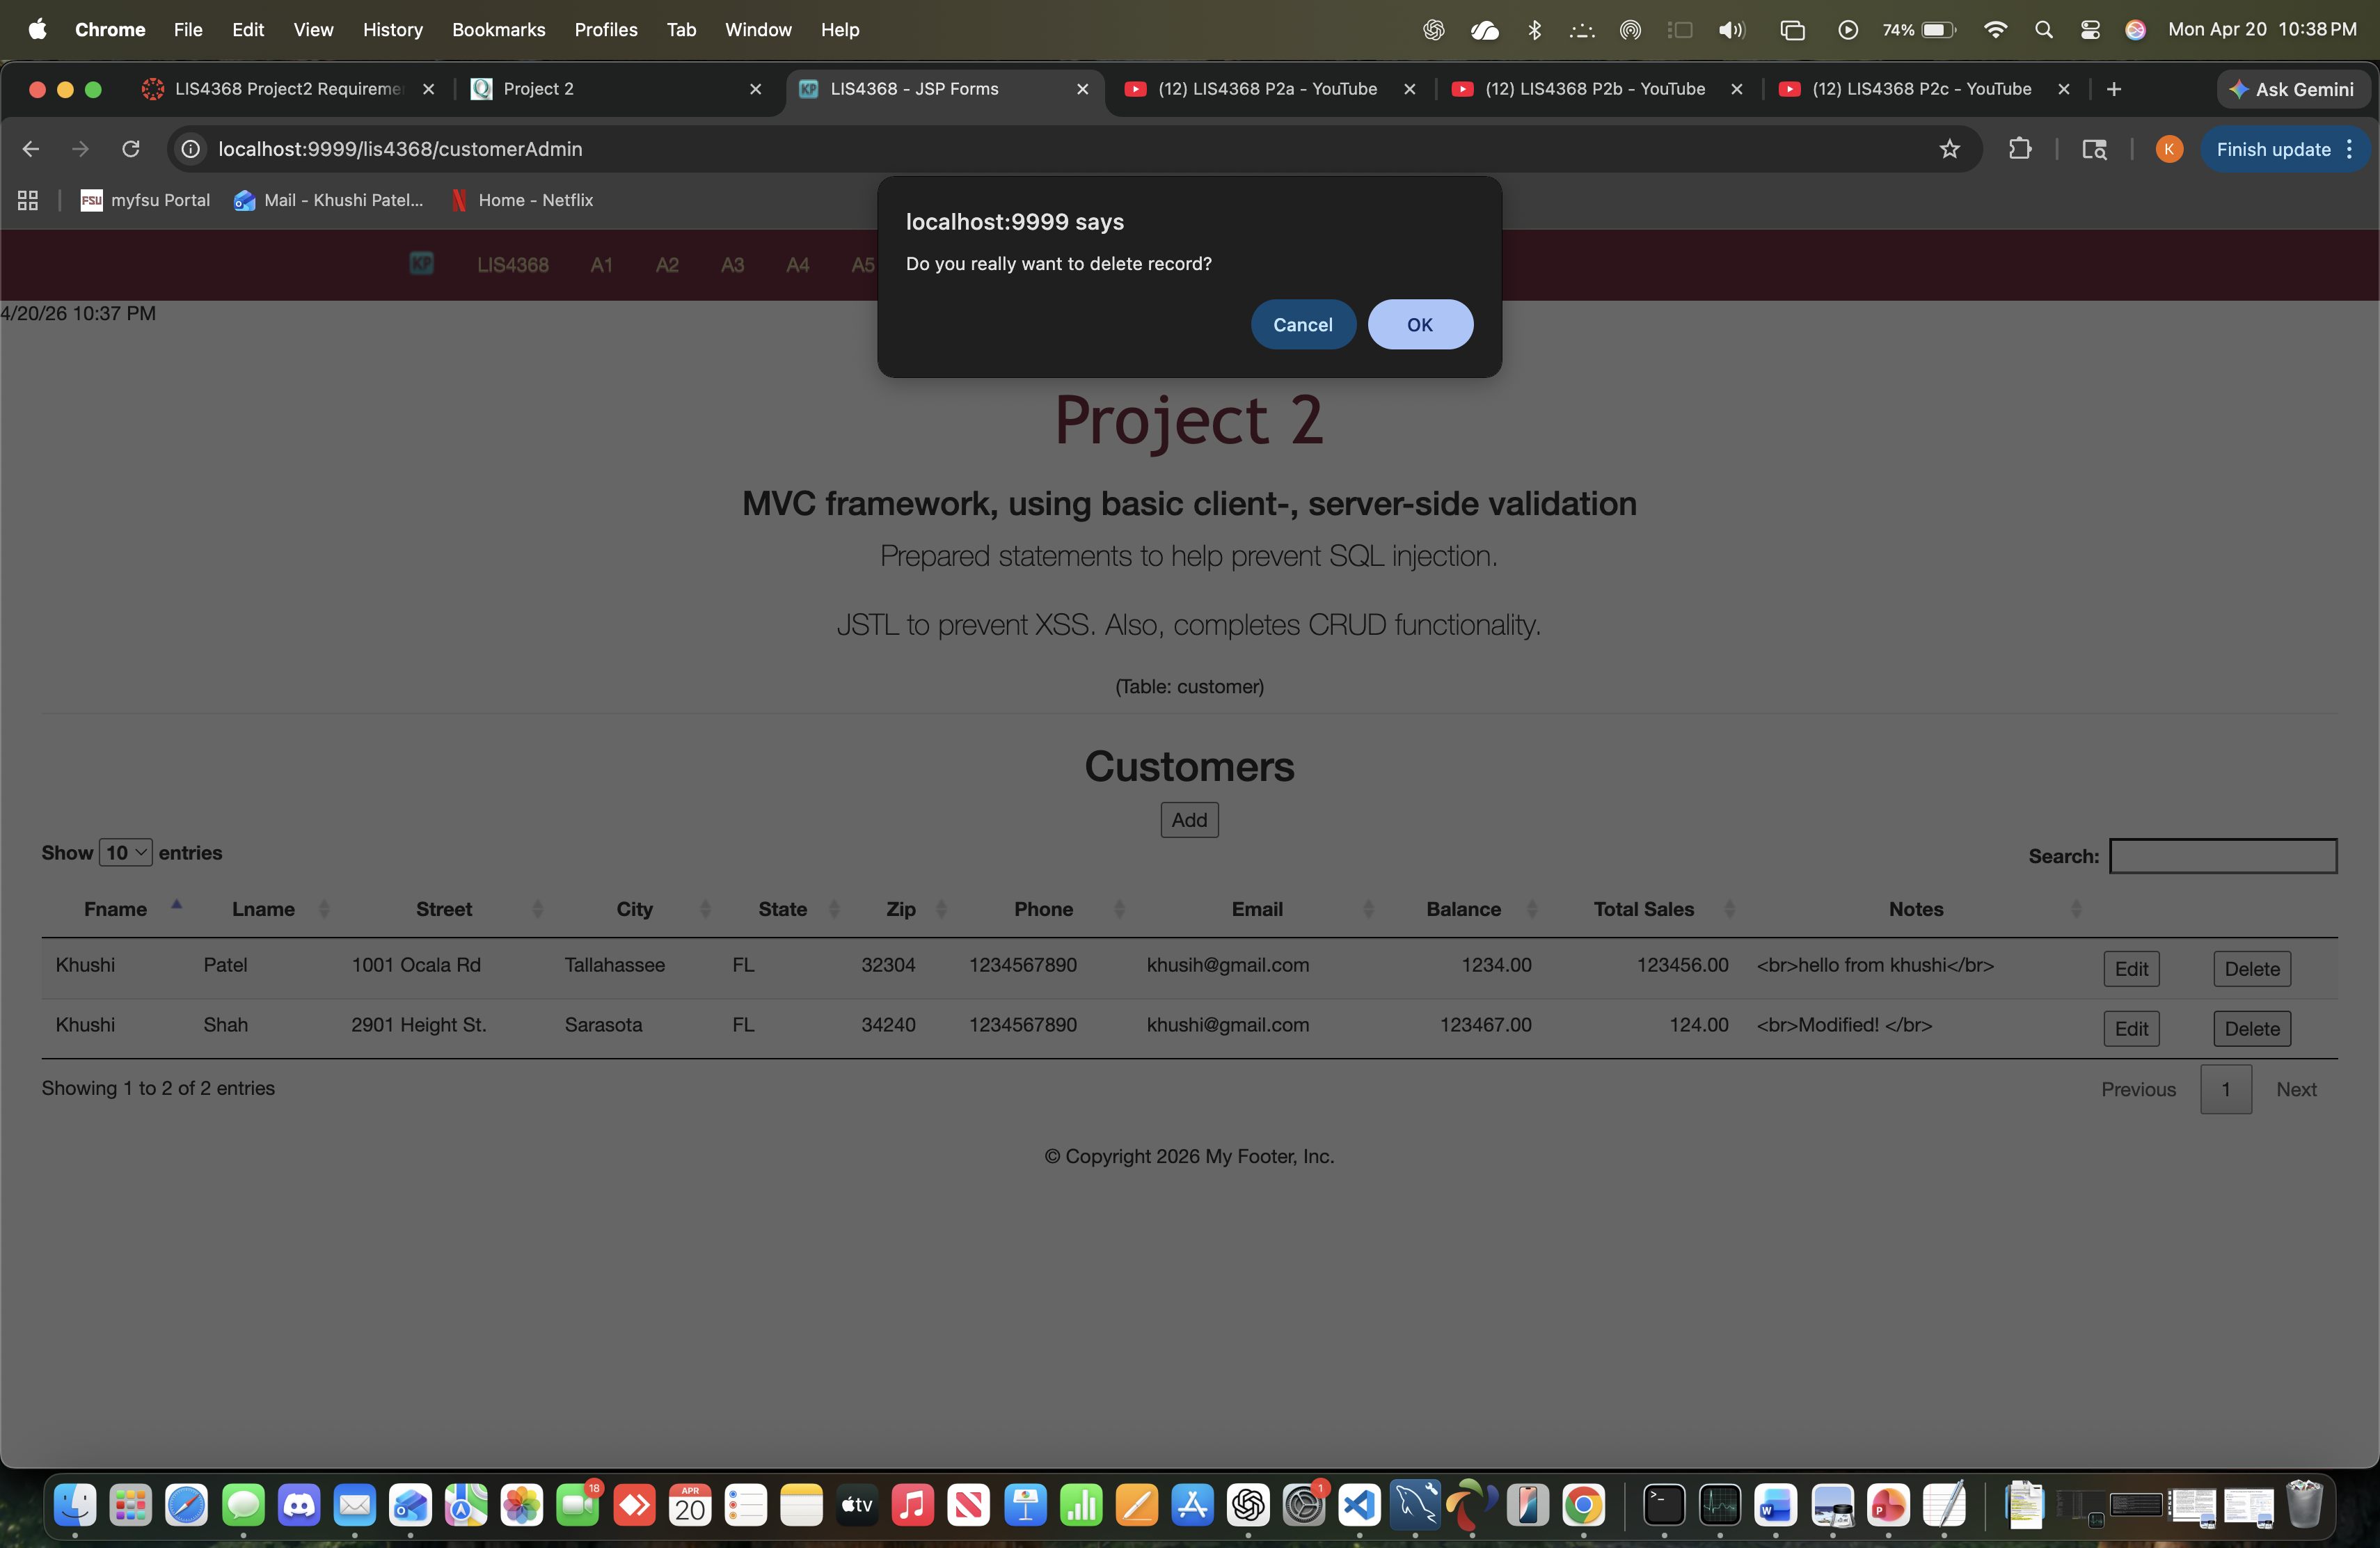 Chrome File Edit View History Bookmarks Profiles Tab Window Help 74% Mon Apr 20 10:38 PM
LIS4368 Project2 Requireme Project 2 LIS4368 - JSP Forms (12) LIS4368 P2a - YouTube (12) LIS4368 P2b - YouTube (12) LIS4368 P2c - YouTube Ask Gemini
localhost:9999/lis4368/customerAdmin K Finish update
FSU myfsu Portal Mail - Khushi Patel... Home - Netflix
localhost:9999 says
Do you really want to delete record?
Cancel OK
KP LIS4368 A1 A2 A3 A4 A5
4/20/26 10:37 PM
Project 2
MVC framework, using basic client-, server-side validation
Prepared statements to help prevent SQL injection.
JSTL to prevent XSS. Also, completes CRUD functionality.
(Table: customer)
Customers
Add
Show 10 entries Search:
Fname Lname Street City State Zip Phone Email Balance Total Sales Notes
Khushi Patel 1001 Ocala Rd Tallahassee FL 32304 1234567890 khusih@gmail.com 1234.00 123456.00 <br>hello from khushi</br> Edit Delete
Khushi Shah 2901 Height St. Sarasota FL 34240 1234567890 khushi@gmail.com 123467.00 124.00 <br>Modified! </br> Edit Delete
Showing 1 to 2 of 2 entries Previous 1 Next
© Copyright 2026 My Footer, Inc.
18 APR 20 tv 1 W P